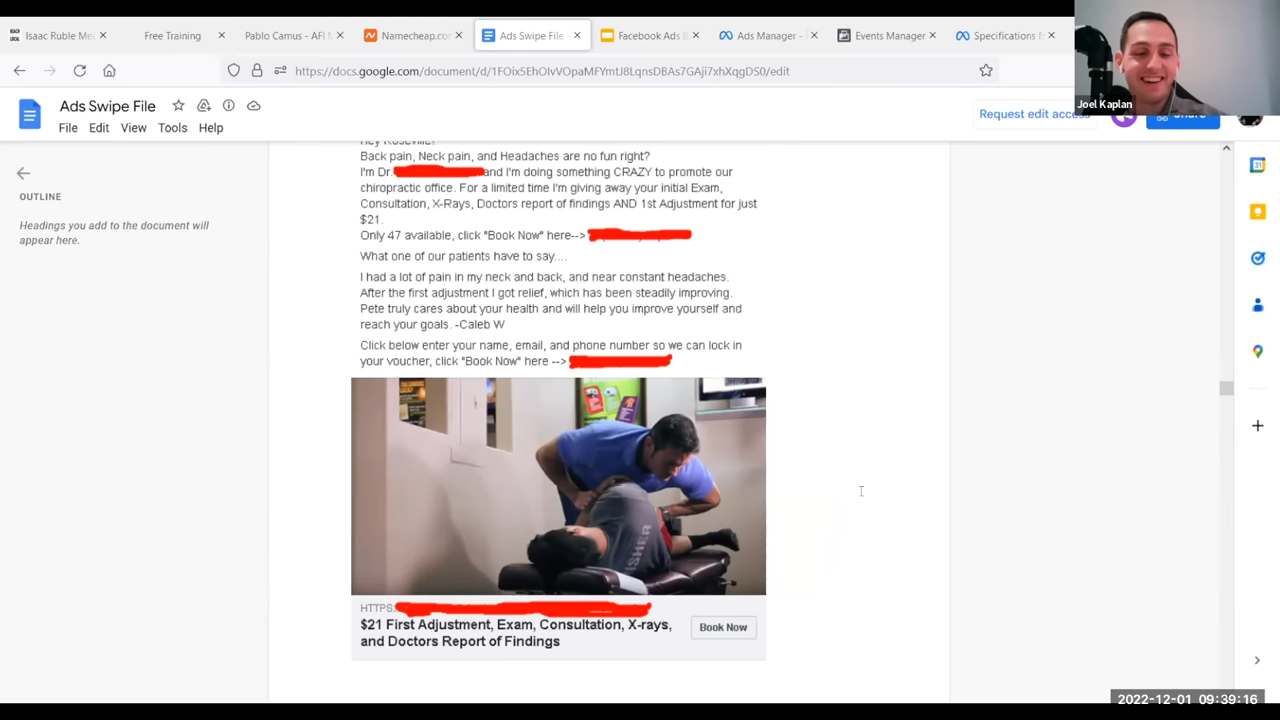 Isaac Ruble Me
Free Training
Pablo Camus - AFI M
Namecheap.co
Ads Swipe File -
Facebook Ads
Ads Manager -
Events Manager
Specifications f
https://docs.google.com/document/d/1FOix5EhOIvVOpaMFYmtJ8LqnsDBAs7GAji7xhXqgDS0/edit
Joel Kaplan
Ads Swipe File
Request edit access
Share
File Edit View Tools Help
Hey Roseville!
Back pain, Neck pain, and Headaches are no fun right?
I'm Dr. and I'm doing something CRAZY to promote our
chiropractic office. For a limited time I'm giving away your initial Exam,
Consultation, X-Rays, Doctors report of findings AND 1st Adjustment for just
$21.
Only 47 available, click "Book Now" here-->
What one of our patients have to say....
I had a lot of pain in my neck and back, and near constant headaches.
After the first adjustment I got relief, which has been steadily improving.
Pete truly cares about your health and will help you improve yourself and
reach your goals. -Caleb W
Click below enter your name, email, and phone number so we can lock in
your voucher, click "Book Now" here -->
OUTLINE
Headings you add to the document will
appear here.
FISHER
HTTPS:
$21 First Adjustment, Exam, Consultation, X-rays,
and Doctors Report of Findings
Book Now
31
2022-12-01 09:39:16